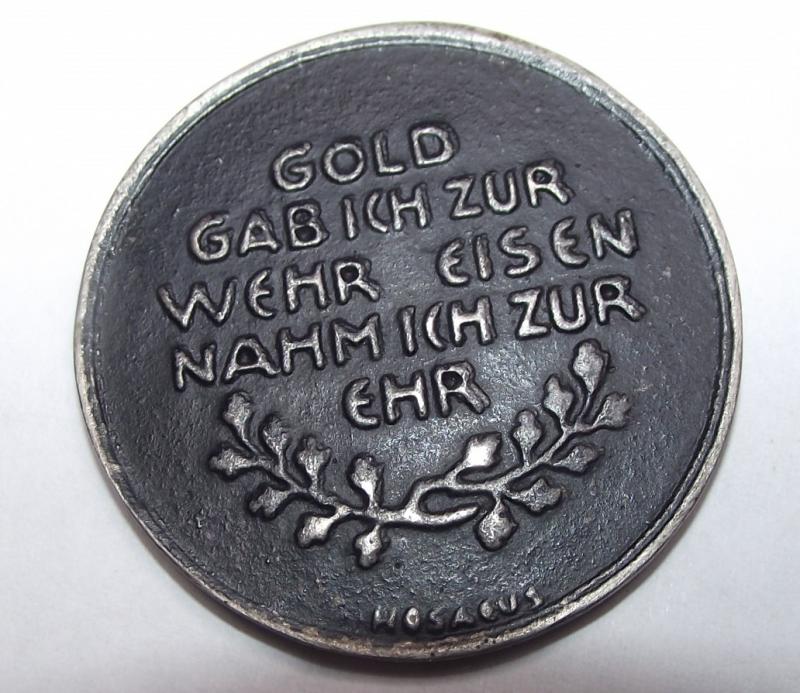 GOLD
GAB ICH ZUR
WEHR EISEN
NAHM ICH ZUR
EHR
HOSAEUS